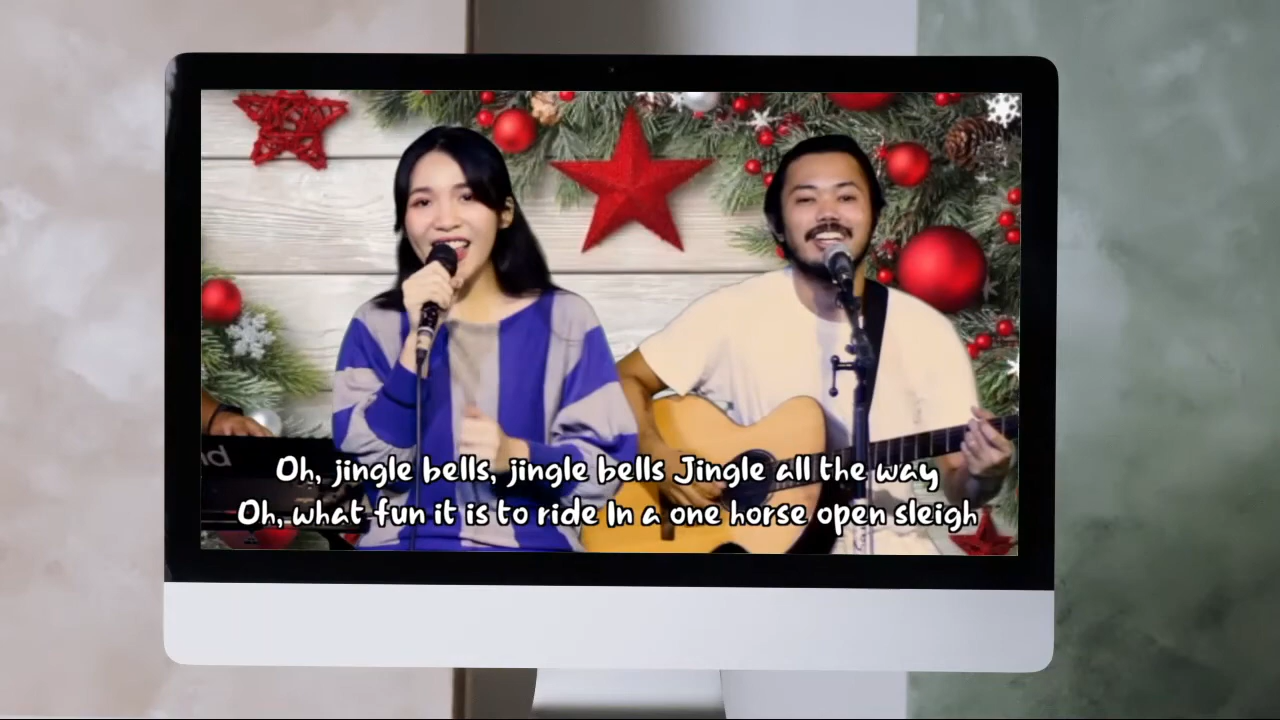 Oh, jingle bells, jingle bells Jingle all the way
Oh, what fun it is to ride In a one horse open sleigh